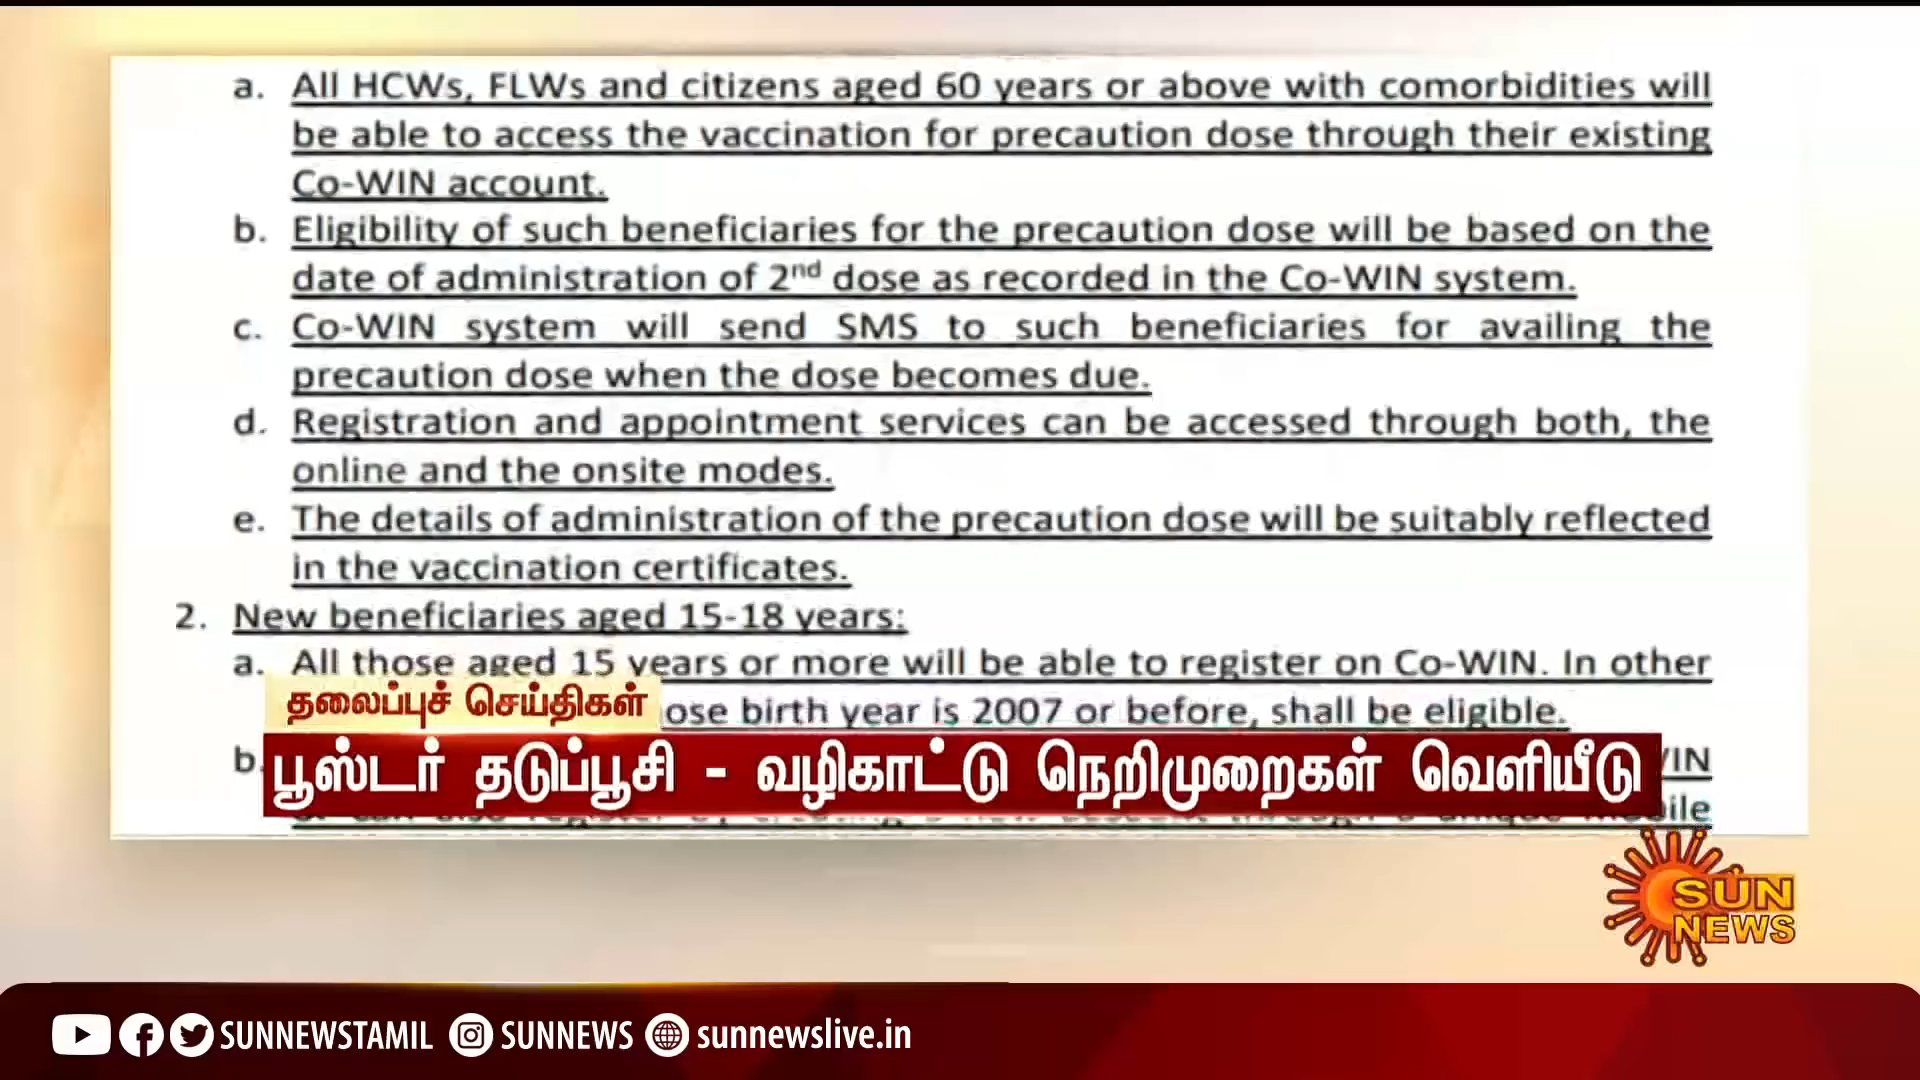 a. All HCWs, FLWs and citizens aged 60 years or above with comorbidities will
be able to access the vaccination for precaution dose through their existing
Co-WIN account.
b. Eligibility of such beneficiaries for the precaution dose will be based on the
date of administration of 2nd dose as recorded in the Co-WIN system.
c. Co-WIN system will send SMS to such beneficiaries for availing the
precaution dose when the dose becomes due.
d. Registration and appointment services can be accessed through both, the
online and the onsite modes.
e. The details of administration of the precaution dose will be suitably reflected
in the vaccination certificates.
2. New beneficiaries aged 15-18 years:
a. All those aged 15 years or more will be able to register on Co-WIN. In other
birth year is 2007 or before, shall be eligible.
b.
தலைப்புச் செய்திகள்
பூஸ்டர் தடுப்பூசி - வழிகாட்டு நெறிமுறைகள் வெளியீடு
SUN
NEWS
SUNNEWSTAMIL SUNNEWS sunnewslive.in